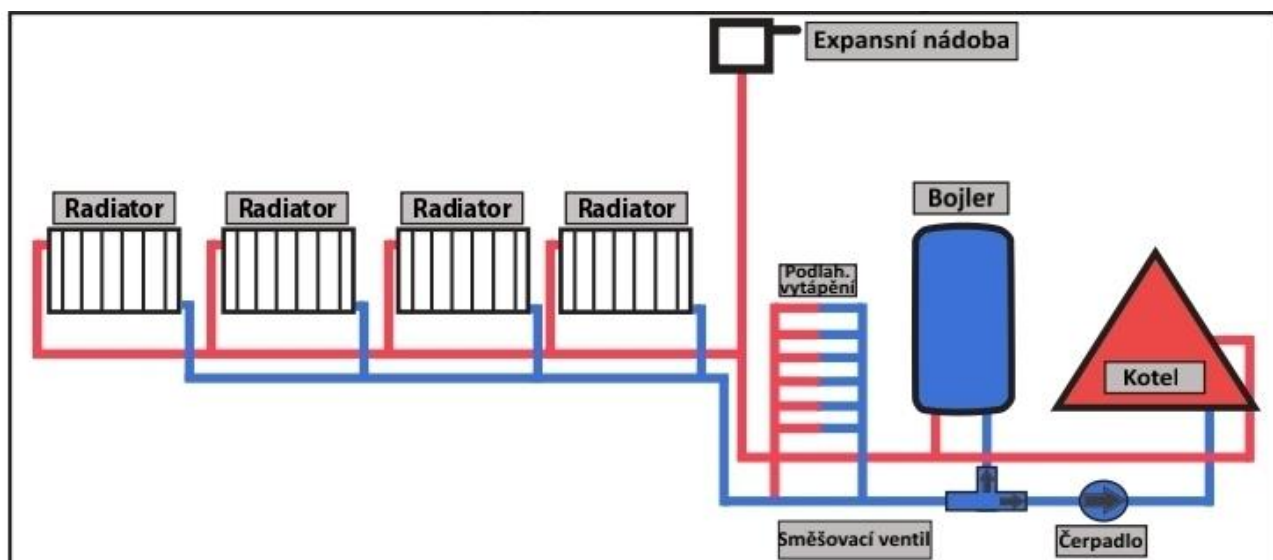 Expansní nádoba
Radiator
Radiator
Radiator
Radiator
Bojler
Podlah.
vytápění
Kotel
Směšovací ventil
Čerpadlo